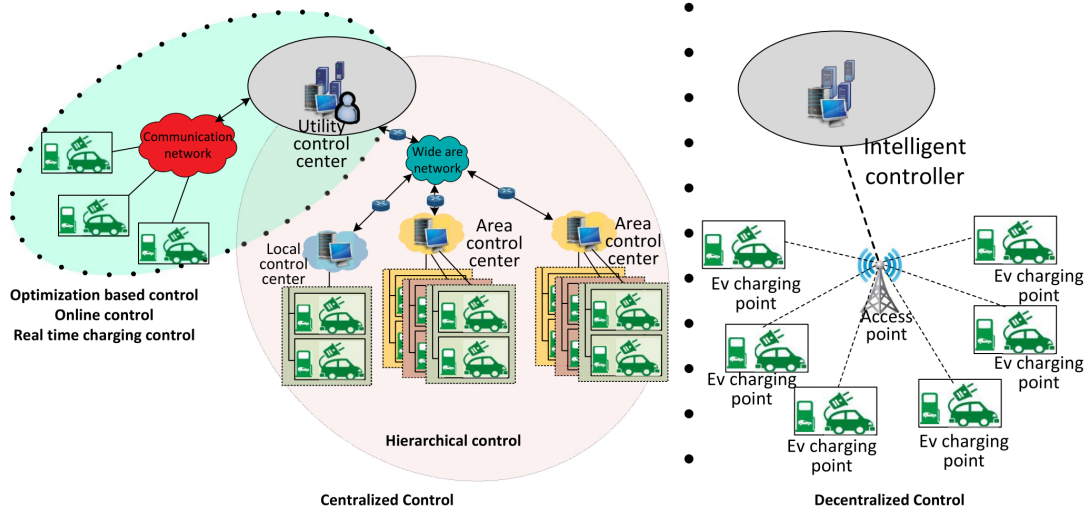 Communication
network
Utility
control
center
Wide are
network
Local
control
center
Area
control
center
Area
control
center
Optimization based control
Online control
Real time charging control
Hierarchical control
Centralized Control
Intelligent
controller
Access
point
Ev charging
point
Ev charging
point
Ev charging
point
Ev charging
point
Ev charging
point
Ev charging
point
Decentralized Control